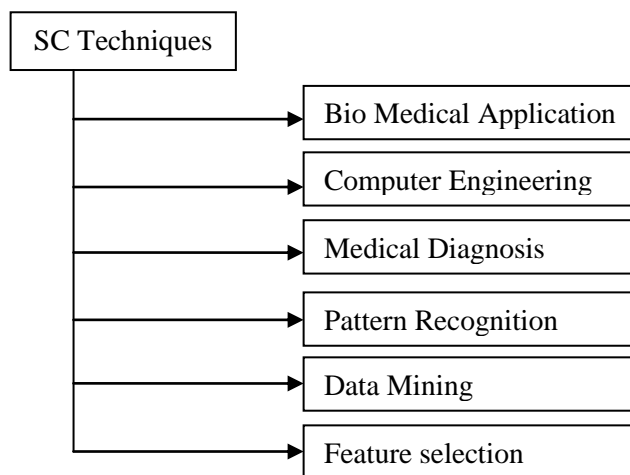 SC Techniques
Bio Medical Application
Computer Engineering
Medical Diagnosis
Pattern Recognition
Data Mining
Feature selection